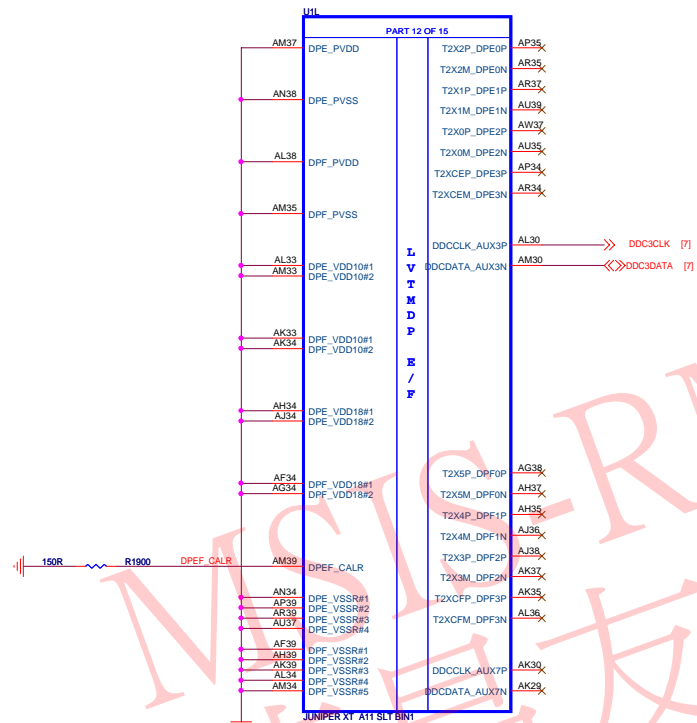 U1L
PART 12 OF 15
AM37 DPE_PVDD
AN38 DPE_PVSS
AL38 DPF_PVDD
AM35 DPF_PVSS
AL33 DPE_VDD10#1
AM33 DPE_VDD10#2
AK33 DPF_VDD10#1
AK34 DPF_VDD10#2
AH34 DPE_VDD18#1
AJ34 DPE_VDD18#2
AF34 DPF_VDD18#1
AG34 DPF_VDD18#2
150R R1900 DPEF_CALR AM39 DPEF_CALR
AN34 DPE_VSSR#1
AP39 DPE_VSSR#2
AR39 DPE_VSSR#3
AU37 DPE_VSSR#4
AF39 DPF_VSSR#1
AH39 DPF_VSSR#2
AK39 DPF_VSSR#3
AL34 DPF_VSSR#4
AM34 DPF_VSSR#5
LVTMDP E/F
T2X2P_DPE0P AP35
T2X2M_DPE0N AR35
T2X1P_DPE1P AR37
T2X1M_DPE1N AU39
T2X0P_DPE2P AW37
T2X0M_DPE2N AU35
T2XCEP_DPE3P AP34
T2XCEM_DPE3N AR34
DDCCLK_AUX3P AL30 DDC3CLK [7]
DDCDATA_AUX3N AM30 DDC3DATA [7]
T2X5P_DPF0P AG38
T2X5M_DPF0N AH37
T2X4P_DPF1P AH35
T2X4M_DPF1N AJ36
T2X3P_DPF2P AJ38
T2X3M_DPF2N AK37
T2XCFP_DPF3P AK35
T2XCFM_DPF3N AL36
DDCCLK_AUX7P AK30
DDCDATA_AUX7N AK29
JUNIPER XT A11 SLT BIN1